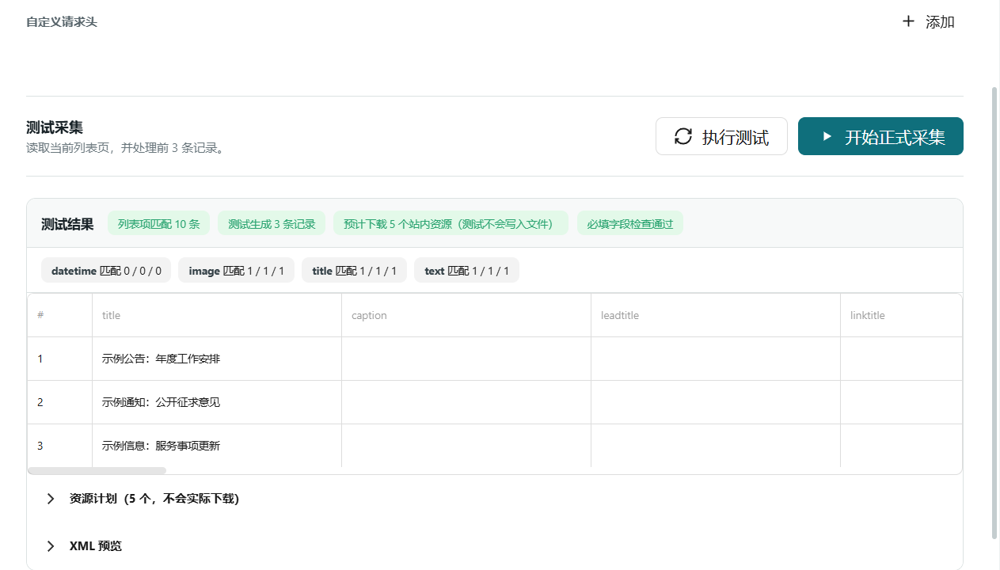 自定义请求头
添加
测试采集
读取当前列表页，并处理前 3 条记录。
执行测试
开始正式采集
测试结果
列表项匹配 10 条
测试生成 3 条记录
预计下载 5 个站内资源（测试不会写入文件）
必填字段检查通过
datetime 匹配 0 / 0 / 0
image 匹配 1 / 1 / 1
title 匹配 1 / 1 / 1
text 匹配 1 / 1 / 1
# title caption leadtitle linktitle
1 示例公告：年度工作安排
2 示例通知：公开征求意见
3 示例信息：服务事项更新
资源计划（5 个，不会实际下载）
XML 预览